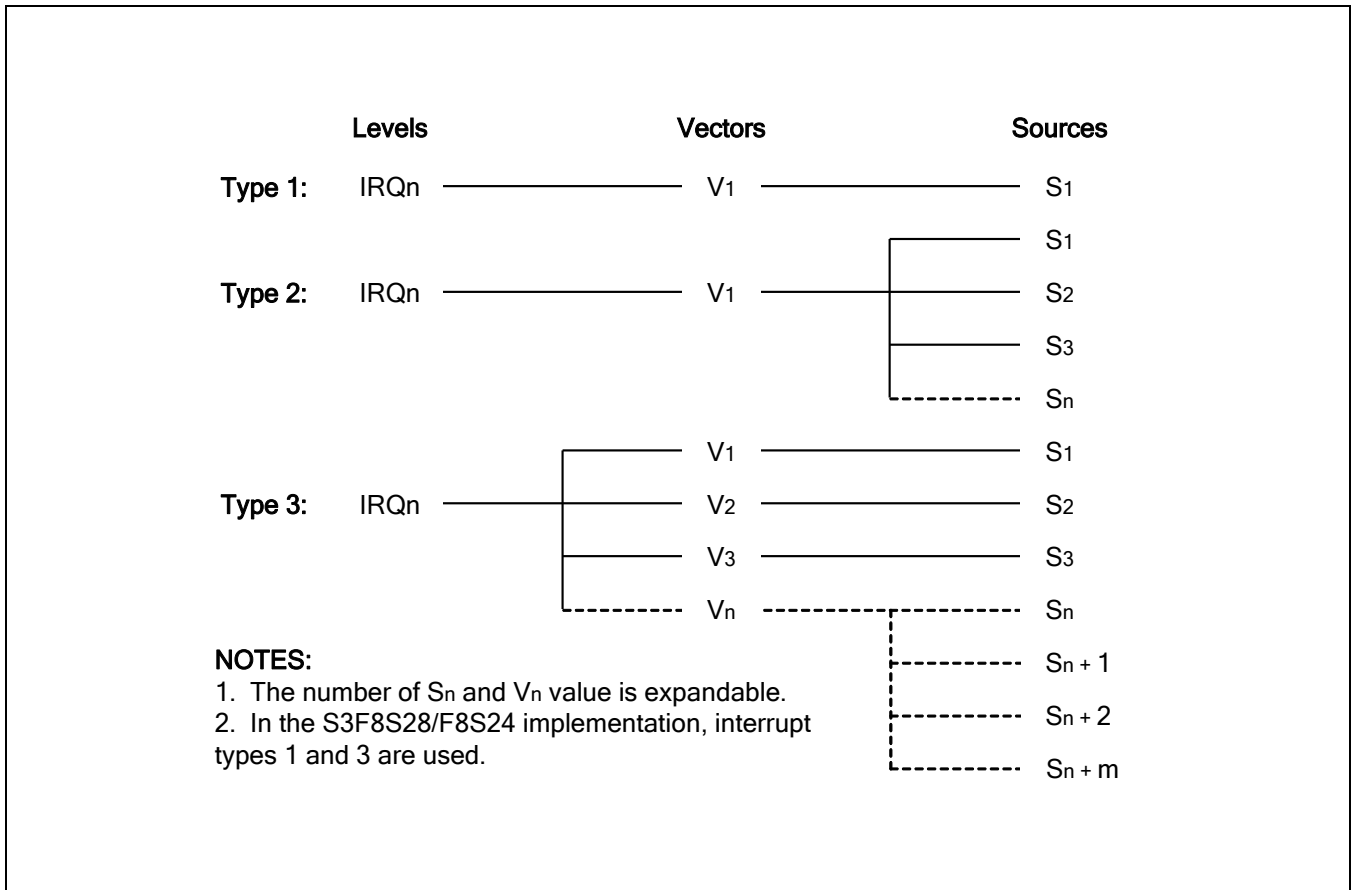 Levels Vectors Sources
Type 1: IRQn V1 S1
S1
Type 2: IRQn V1 S2
S3
Sn
V1 S1
Type 3: IRQn V2 S2
V3 S3
Vn Sn
NOTES:
Sn + 1
1. The number of Sn and Vn value is expandable.
2. In the S3F8S28/F8S24 implementation, interrupt
Sn + 2
types 1 and 3 are used.
Sn + m